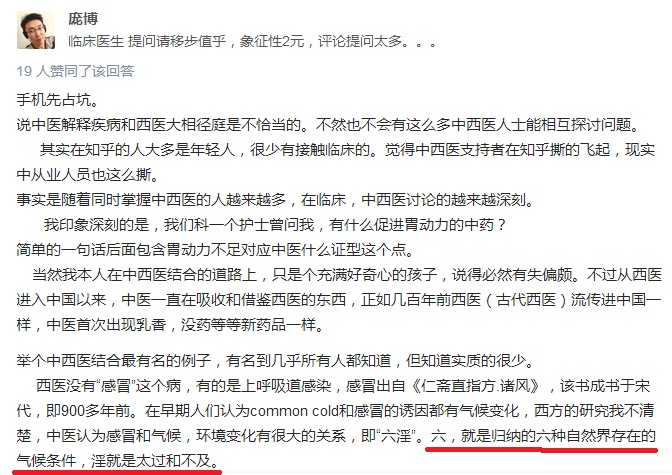 庞博
临床医生 提问请移步值乎，象征性2元，评论提问太多。。。
19 人赞同了该回答
手机先占坑。
说中医解释疾病和西医大相径庭是不恰当的。不然也不会有这么多中西医人士能相互探讨问题。
其实在知乎的人大多是年轻人，很少有接触临床的。觉得中西医支持者在知乎撕的飞起，现实
中从业人员也这么撕。
事实是随着同时掌握中西医的人越来越多，在临床，中西医讨论的越来越深刻。
我印象深刻的是，我们科一个护士曾问我，有什么促进胃动力的中药？
简单的一句话后面包含胃动力不足对应中医什么证型这个点。
当然我本人在中西医结合的道路上，只是个充满好奇心的孩子，说得必然有失偏颇。不过从西医
进入中国以来，中医一直在吸收和借鉴西医的东西，正如几百年前西医（古代西医）流传进中国一
样，中医首次出现乳香，没药等等新药品一样。
举个中西医结合最有名的例子，有名到几乎所有人都知道，但知道实质的很少。
西医没有“感冒”这个病，有的是上呼吸道感染，感冒出自《仁斋直指方.诸风》，该书成书于宋
代，即900多年前。在早期人们认为common cold和感冒的诱因都有气候变化，西方的研究我不清
楚，中医认为感冒和气候，环境变化有很大的关系，即“六淫”。六，就是归纳的六种自然界存在的
气候条件，淫就是太过和不及。